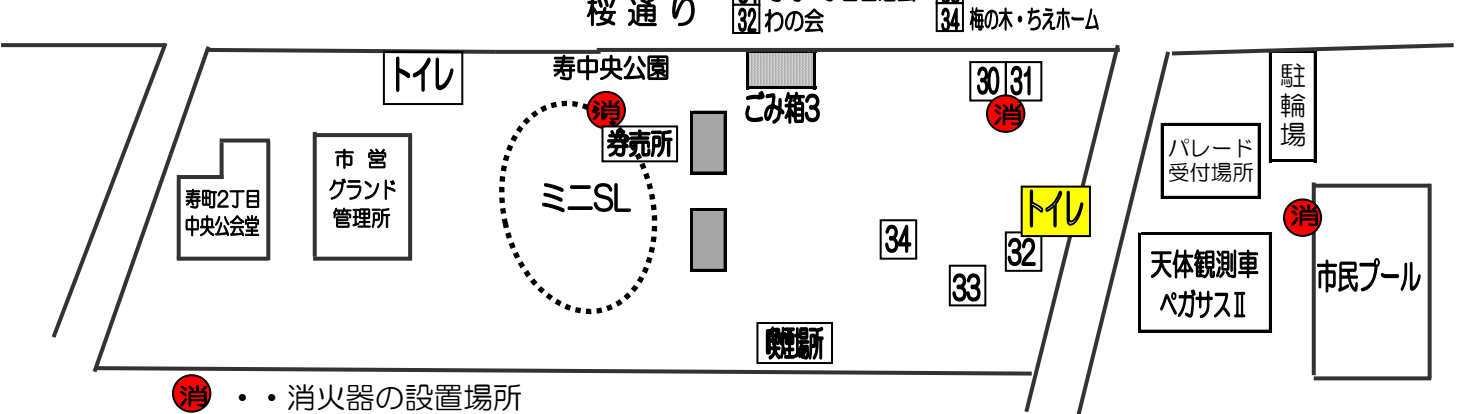 桜通り
32 わの会
34 梅の木・ちえホーム
トイレ
寿中央公園
消
券売所
ミニSL
ごみ箱3
30 31
消
駐輪場
パレード
受付場所
市営
グランド
管理所
寿町2丁目
中央公会堂
トイレ
消
34
32
33
天体観測車
ペガサスⅡ
市民プール
喫煙場所
消 ・・消火器の設置場所